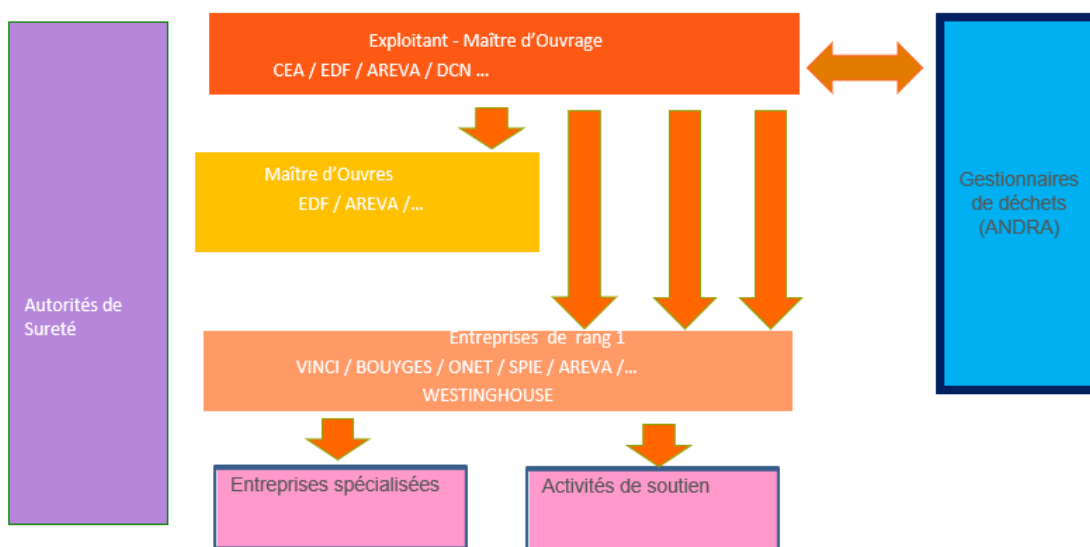 Exploitant - Maître d'Ouvrage
CEA / EDF / AREVA / DCN ...
Maître d'Ouvres
EDF / AREVA /...
Gestionnaires
de déchets
(ANDRA)
Autorités de
Sureté
Entreprises de rang 1
VINCI / BOUYGES / ONET / SPIE / AREVA /...
WESTINGHOUSE
Entreprises spécialisées
Activités de soutien